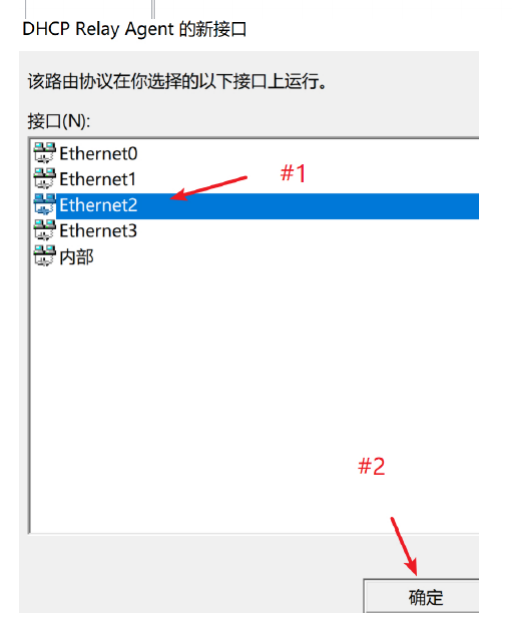 DHCP Relay Agent 的新接口
该路由协议在你选择的以下接口上运行。
接口(N):
Ethernet0
Ethernet1
#1
Ethernet2
Ethernet3
内部
#2
确定